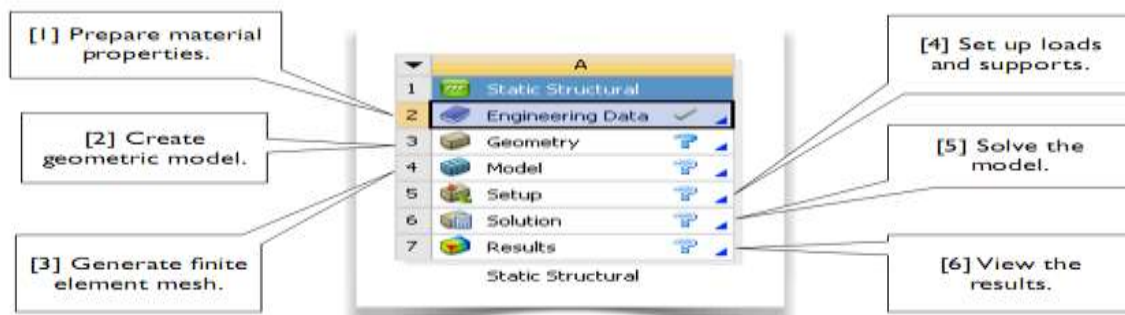 [1] Prepare material
properties.
[2] Create
geometric model.
[3] Generate finite
element mesh.
A
1 Static Structural
2 Engineering Data
3 Geometry
4 Model
5 Setup
6 Solution
7 Results
Static Structural
[4] Set up loads
and supports.
[5] Solve the
model.
[6] View the
results.